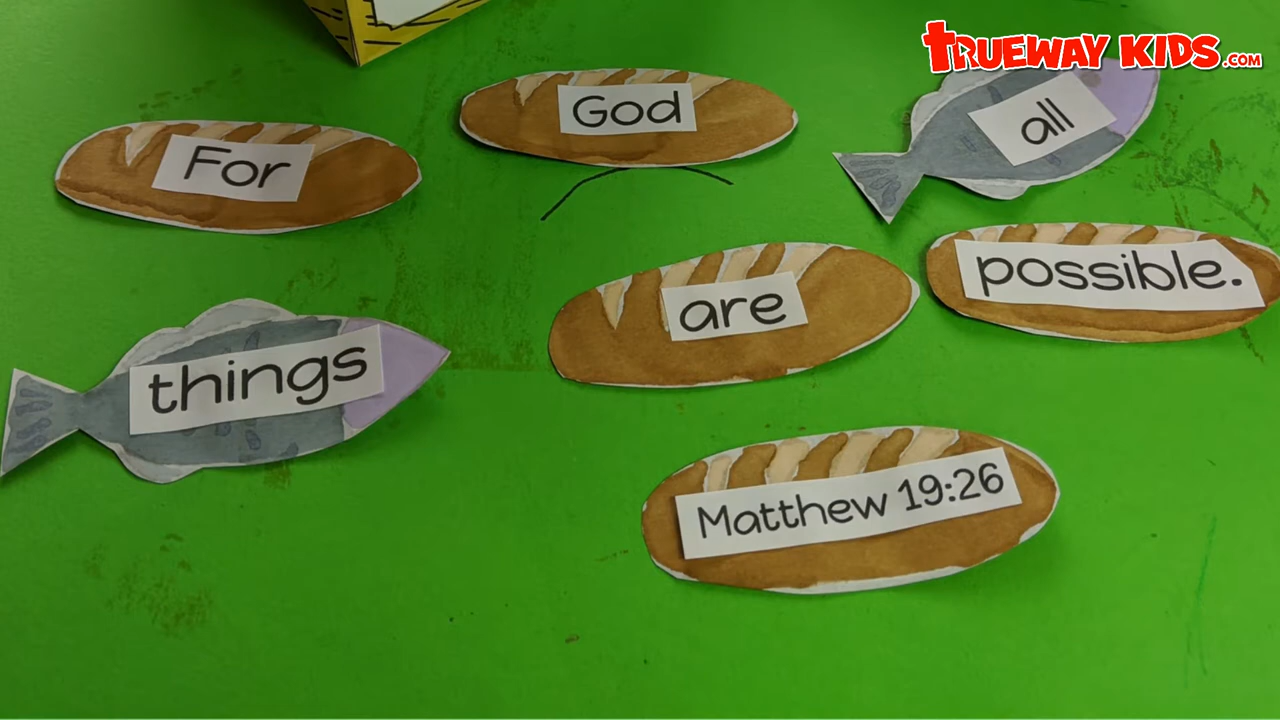 TRUEWAY KIDS.COM
For
God
all
things
are
possible.
Matthew 19:26